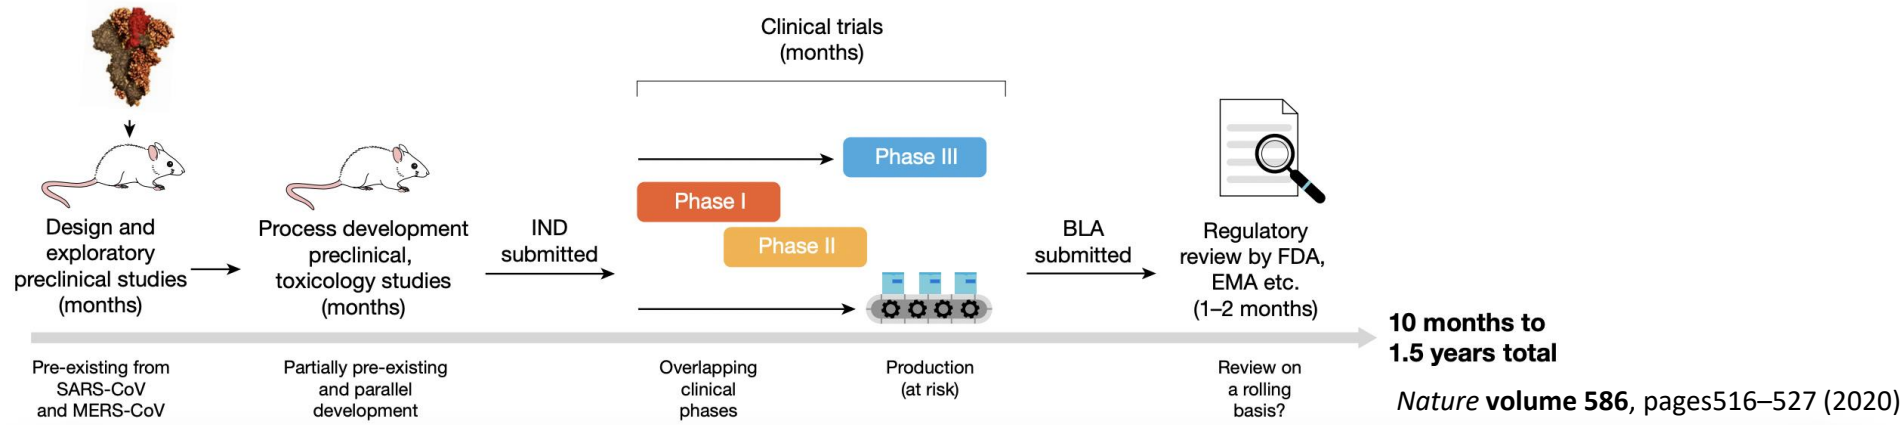 Clinical trials
(months)
Phase III
Phase I
Phase II
Design and
exploratory
preclinical studies
(months)
Process development
preclinical,
toxicology studies
(months)
IND
submitted
BLA
submitted
Regulatory
review by FDA,
EMA etc.
(1–2 months)
10 months to
1.5 years total
Pre-existing from
SARS-CoV
and MERS-CoV
Partially pre-existing
and parallel
development
Overlapping
clinical
phases
Production
(at risk)
Review on
a rolling
basis?
Nature volume 586, pages516–527 (2020)